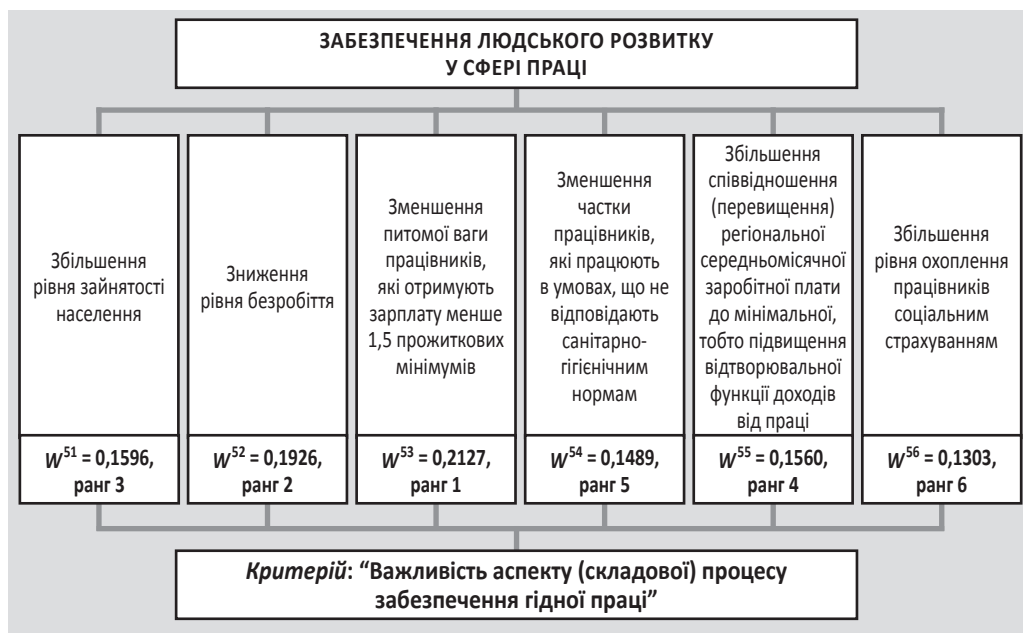 ЗАБЕЗПЕЧЕННЯ ЛЮДСЬКОГО РОЗВИТКУ
У СФЕРІ ПРАЦІ
Збільшення
рівня зайнятості
населення
W51 = 0,1596,
ранг 3
Зниження
рівня безробіття
W52 = 0,1926,
ранг 2
Зменшення
питомої ваги
працівників,
які отримують
зарплату менше
1,5 прожиткових
мінімумів
W53 = 0,2127,
ранг 1
Зменшення
частки
працівників,
які працюють
в умовах, що не
відповідають
санітарно-
гігієнічним
нормам
W54 = 0,1489,
ранг 5
Збільшення
співвідношення
(перевищення)
регіональної
середньомісячної
заробітної плати
до мінімальної,
тобто підвищення
відтворювальної
функції доходів
від праці
W55 = 0,1560,
ранг 4
Збільшення
рівня охоплення
працівників
соціальним
страхуванням
W56 = 0,1303,
ранг 6
Критерій: “Важливість аспекту (складової) процесу
забезпечення гідної праці”